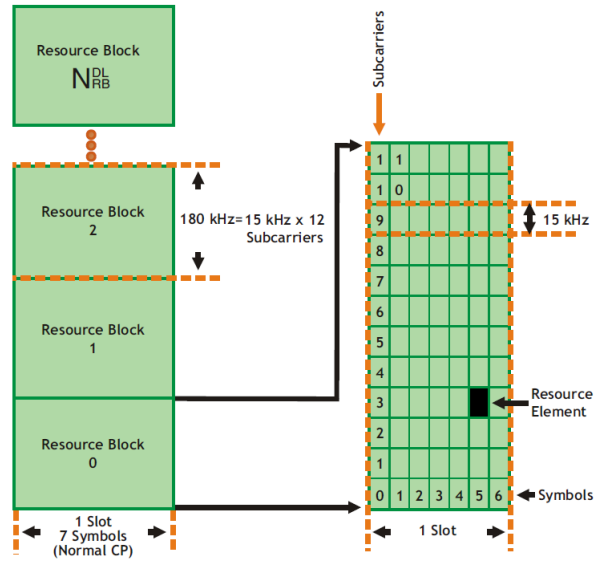 Resource Block
N DL RB
Resource Block
2
180 kHz=15 kHz x 12
Subcarriers
Resource Block
1
Resource Block
0
1 Slot
7 Symbols
(Normal CP)
Subcarriers
1 1
1 0
9
8
7
6
5
4
3
2
1
0 1 2 3 4 5 6
15 kHz
Resource
Element
Symbols
1 Slot